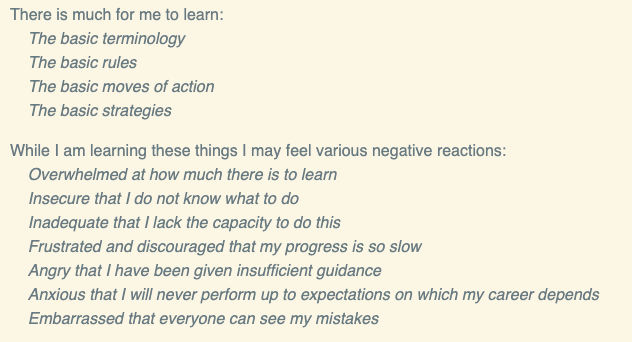 There is much for me to learn:
The basic terminology
The basic rules
The basic moves of action
The basic strategies
While I am learning these things I may feel various negative reactions:
Overwhelmed at how much there is to learn
Insecure that I do not know what to do
Inadequate that I lack the capacity to do this
Frustrated and discouraged that my progress is so slow
Angry that I have been given insufficient guidance
Anxious that I will never perform up to expectations on which my career depends
Embarrassed that everyone can see my mistakes